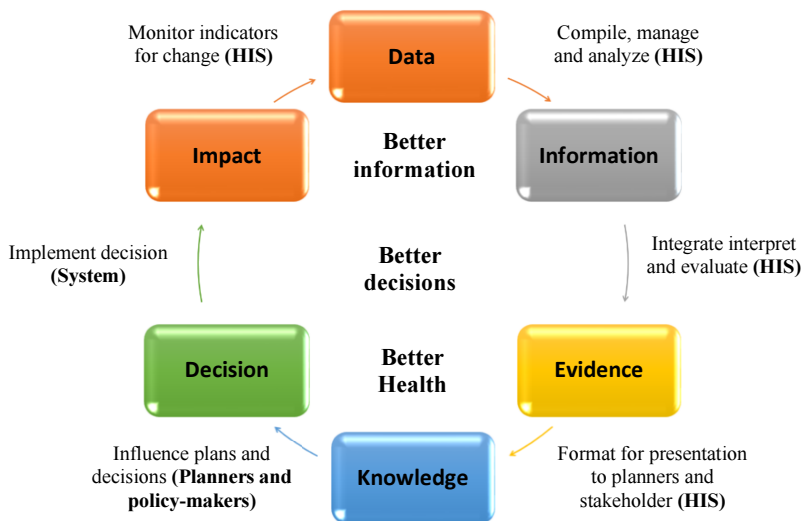 Monitor indicators
for change (HIS)
Data
Compile, manage
and analyze (HIS)
Impact
Better
information
Information
Implement decision
(System)
Better
decisions
Integrate interpret
and evaluate (HIS)
Decision
Better
Health
Evidence
Influence plans and
decisions (Planners and
policy-makers)
Knowledge
Format for presentation
to planners and
stakeholder (HIS)